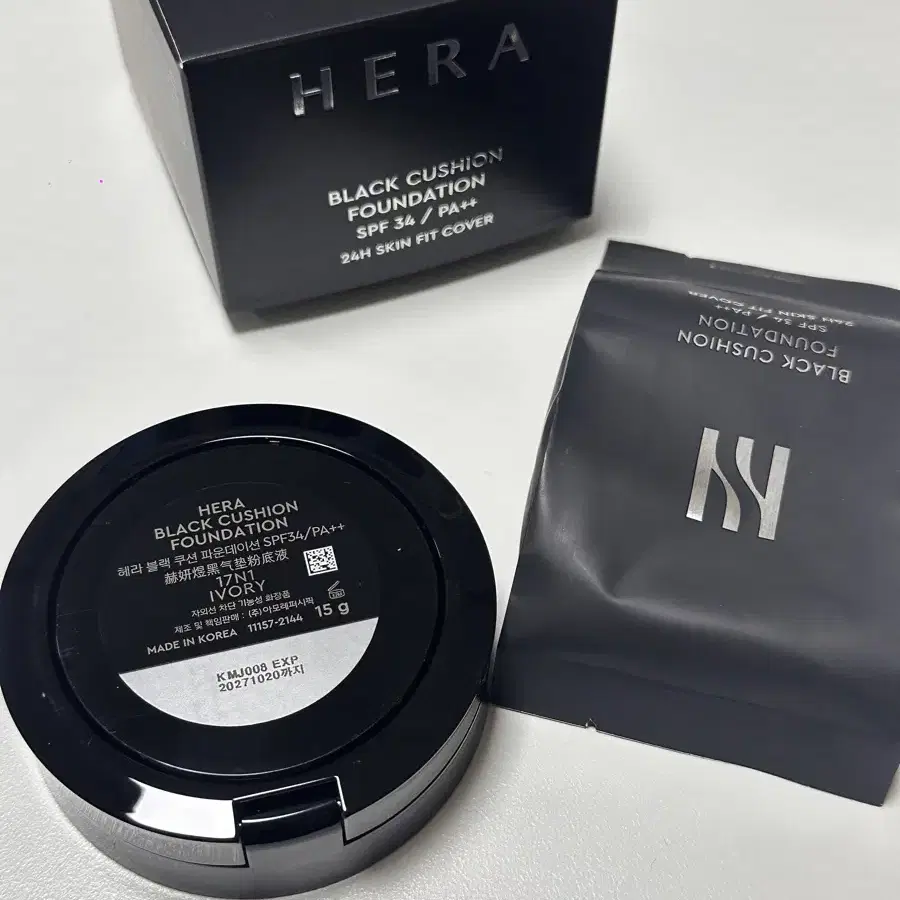 HERA
BLACK CUSHION
FOUNDATION
SPF 34 / PA++
24H SKIN FIT COVER
BLACK CUSHION
FOUNDATION
SPF 34 / PA++
24H SKIN FIT COVER
HERA
BLACK CUSHION
FOUNDATION
헤라 블랙 쿠션 파운데이션 SPF34/PA++
赫妍煜黑气垫粉底液
17N1
IVORY
자외선 차단 기능성 화장품
제조 및 책임판매 : (주)아모레퍼시픽 15 g
MADE IN KOREA 11157-2144
KMJ008 EXP
20271020까지